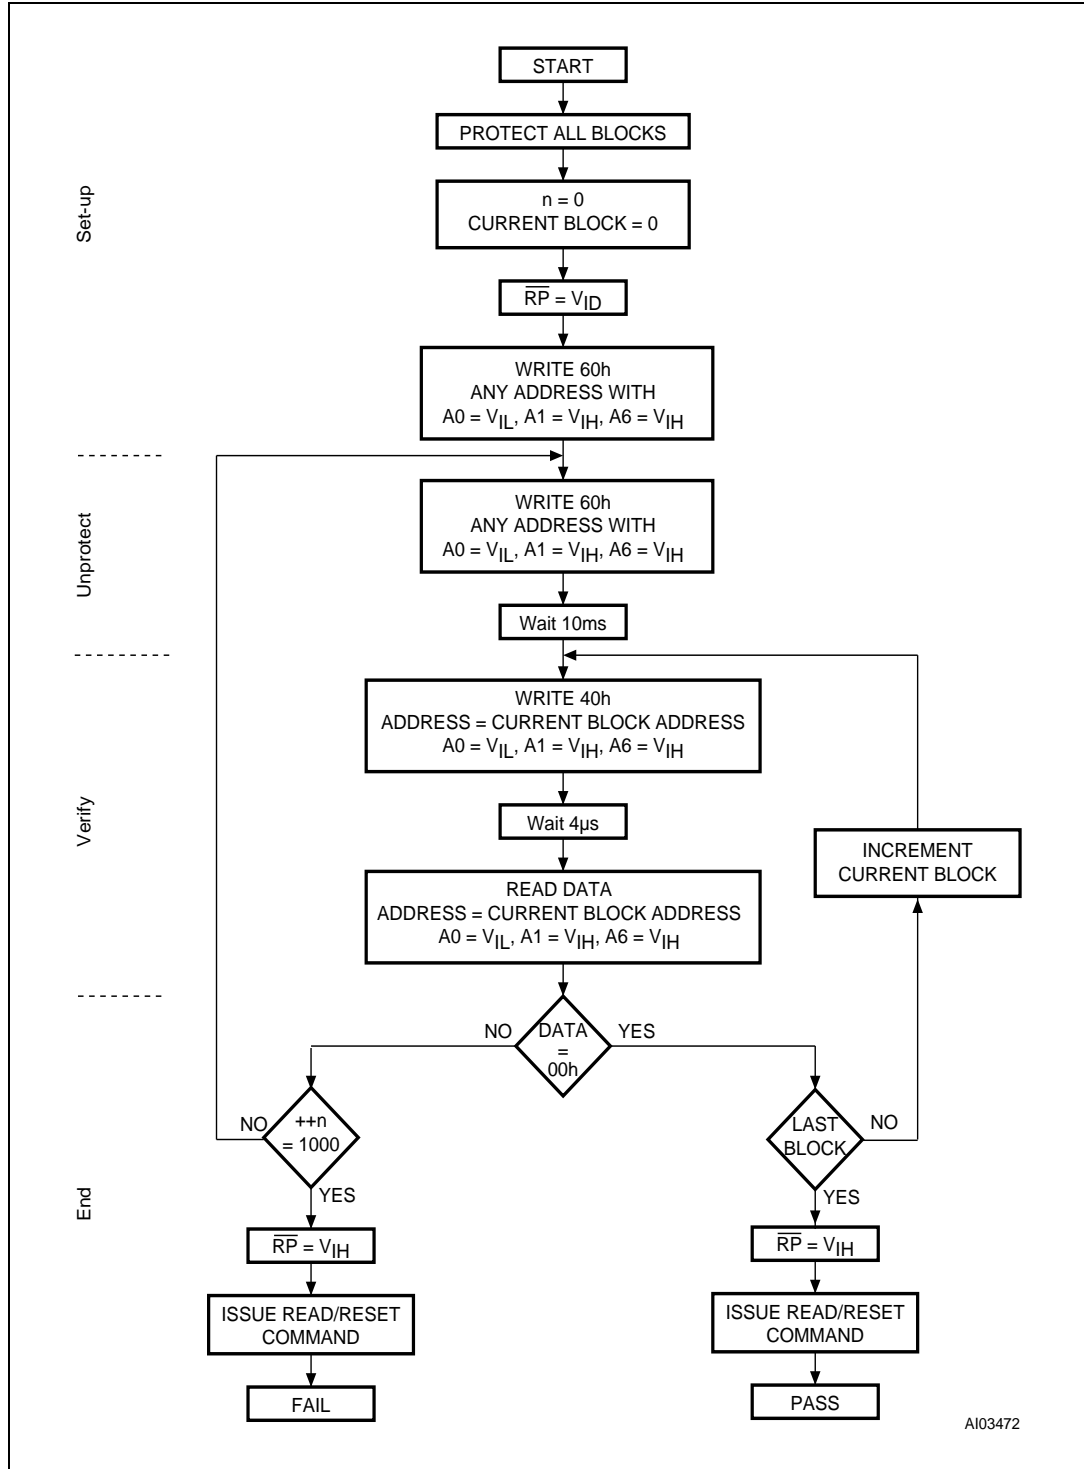 START
PROTECT ALL BLOCKS
Set-up
n = 0
CURRENT BLOCK = 0
RP = VID
WRITE 60h
ANY ADDRESS WITH
A0 = VIL, A1 = VIH, A6 = VIH
Unprotect
WRITE 60h
ANY ADDRESS WITH
A0 = VIL, A1 = VIH, A6 = VIH
Wait 10ms
Verify
WRITE 40h
ADDRESS = CURRENT BLOCK ADDRESS
A0 = VIL, A1 = VIH, A6 = VIH
Wait 4µs
INCREMENT
CURRENT BLOCK
READ DATA
ADDRESS = CURRENT BLOCK ADDRESS
A0 = VIL, A1 = VIH, A6 = VIH
End
NO
DATA
=
00h
YES
NO
++n
= 1000
YES
LAST
BLOCK
NO
YES
RP = VIH
RP = VIH
ISSUE READ/RESET
COMMAND
ISSUE READ/RESET
COMMAND
FAIL
PASS
AI03472